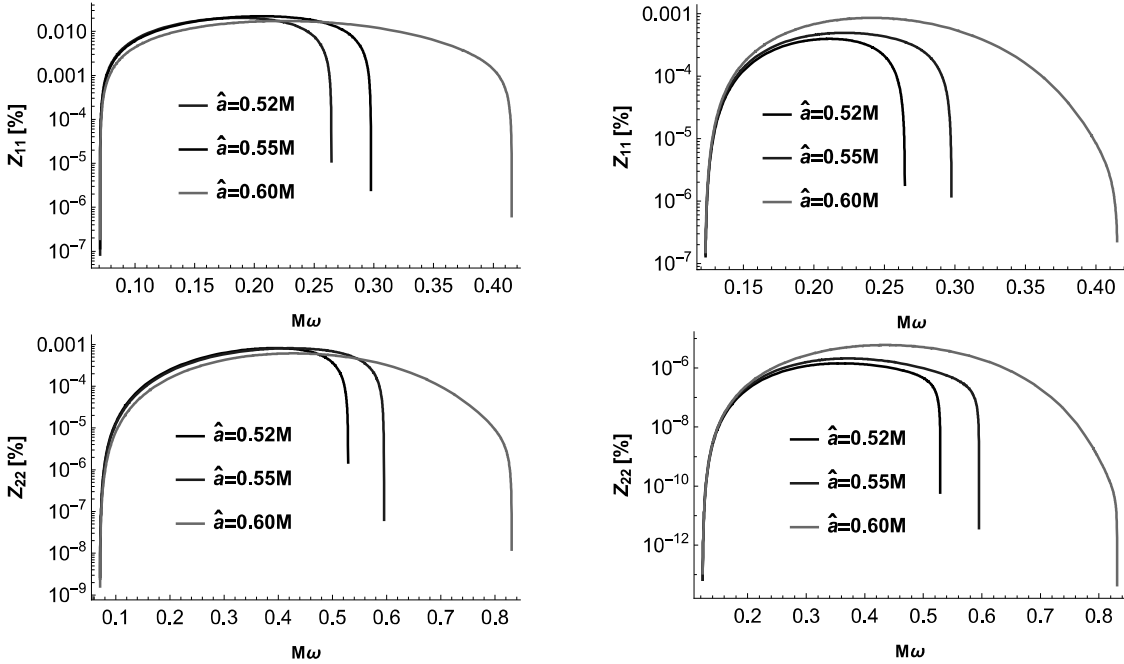 0.010
0.001
10⁻⁴
10⁻⁵
10⁻⁶
10⁻⁷
Z₁₁ [%]
â=0.52M
â=0.55M
â=0.60M
0.10 0.15 0.20 0.25 0.30 0.35 0.40
Mω
0.001
10⁻⁴
10⁻⁵
10⁻⁶
10⁻⁷
Z₁₁ [%]
â=0.52M
â=0.55M
â=0.60M
0.15 0.20 0.25 0.30 0.35 0.40
Mω
0.001
10⁻⁴
10⁻⁵
10⁻⁶
10⁻⁷
10⁻⁸
10⁻⁹
Z₂₂ [%]
â=0.52M
â=0.55M
â=0.60M
0.1 0.2 0.3 0.4 0.5 0.6 0.7 0.8
Mω
10⁻⁶
10⁻⁸
10⁻¹⁰
10⁻¹²
Z₂₂ [%]
â=0.52M
â=0.55M
â=0.60M
0.2 0.3 0.4 0.5 0.6 0.7 0.8
Mω